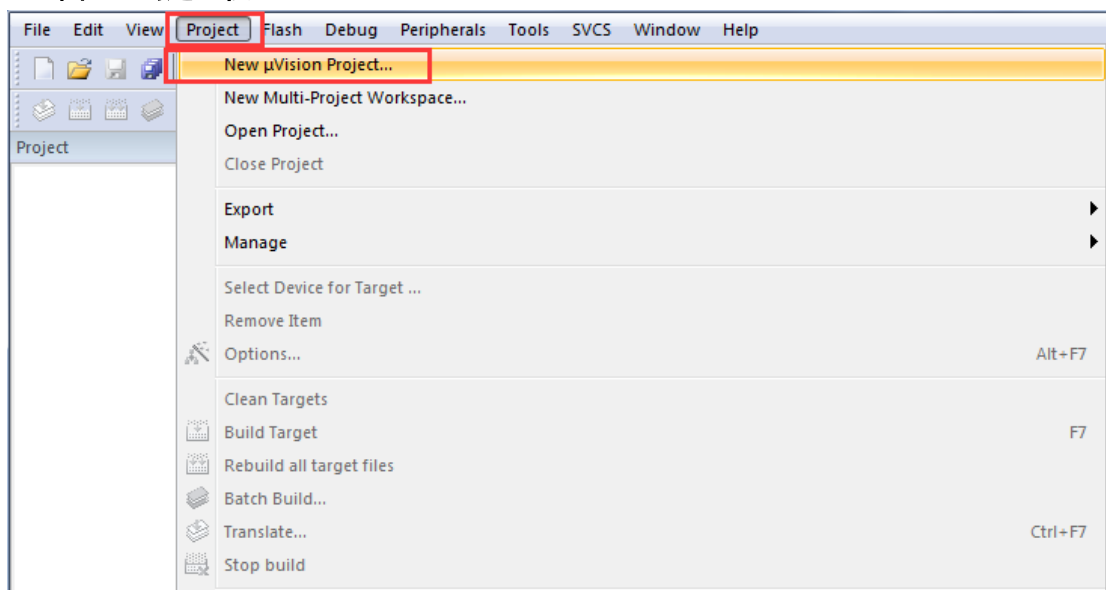 File Edit View Project Flash Debug Peripherals Tools SVCS Window Help
New µVision Project...
New Multi-Project Workspace...
Open Project...
Project
Close Project
Export
Manage
Select Device for Target ...
Remove Item
Options... Alt+F7
Clean Targets
Build Target F7
Rebuild all target files
Batch Build...
Translate... Ctrl+F7
Stop build